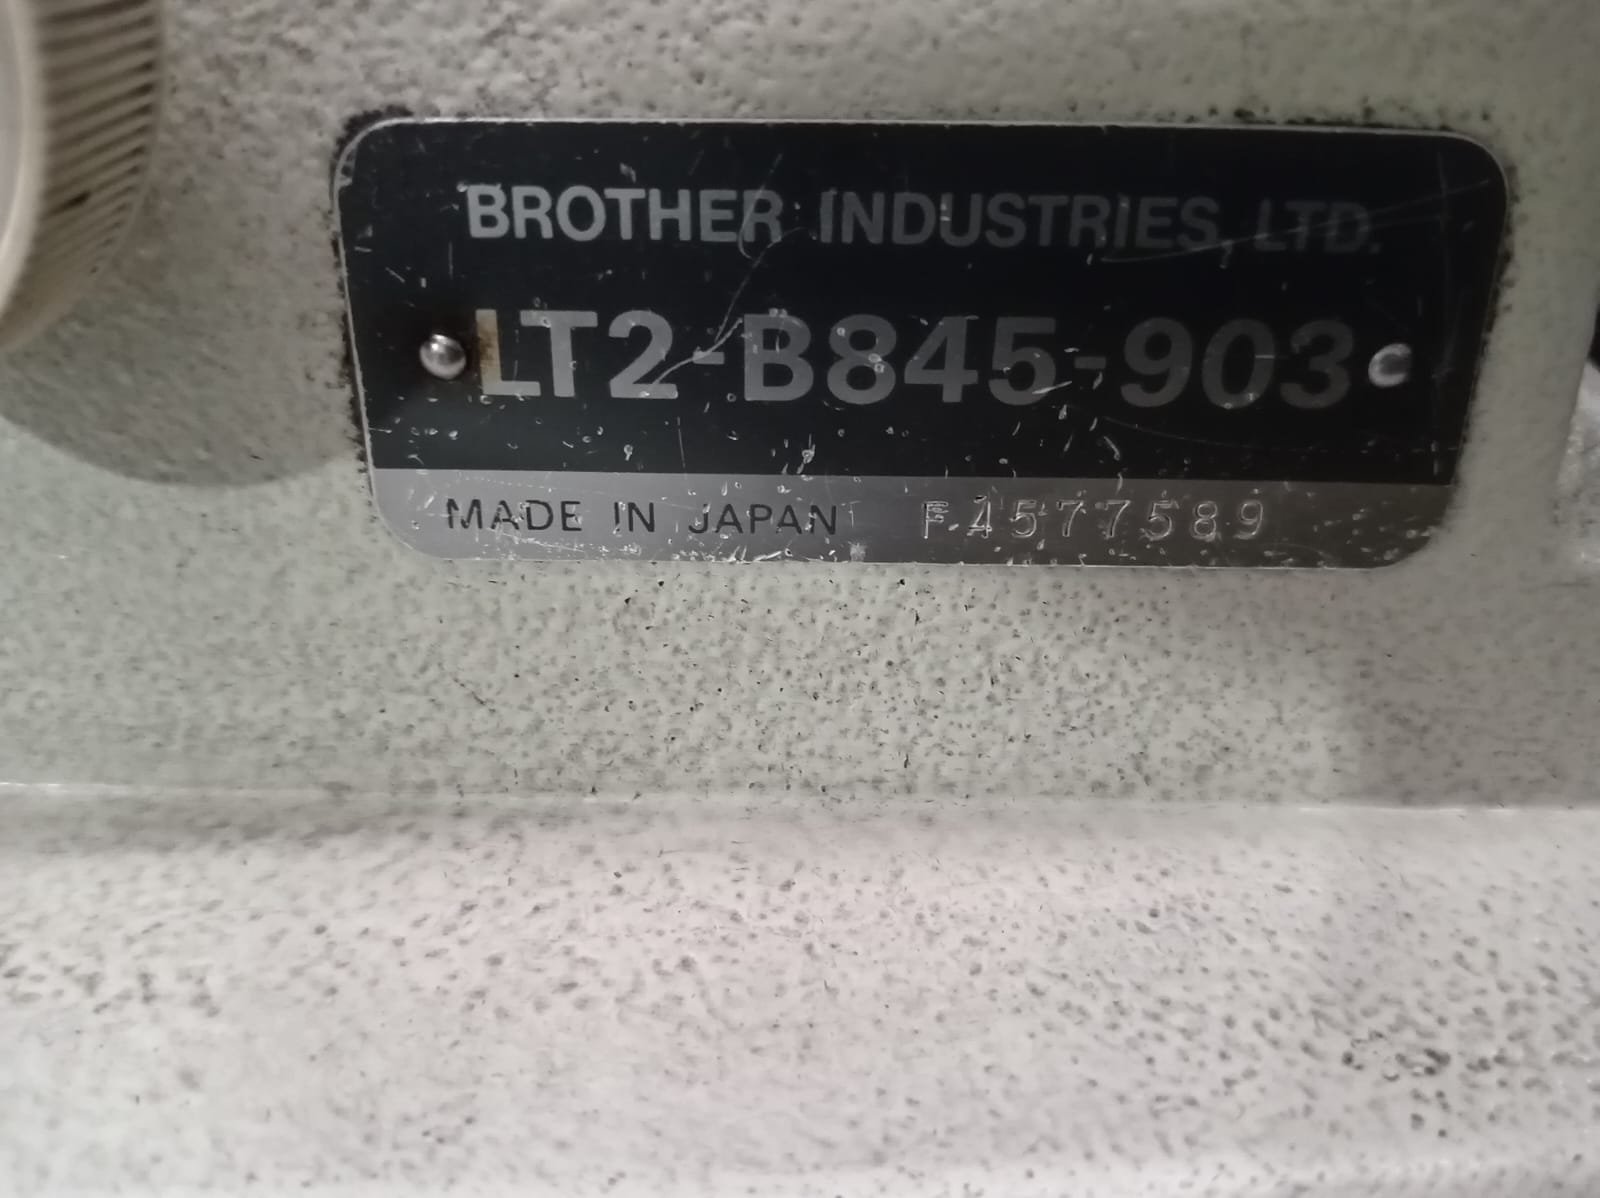 BROTHER INDUSTRIES, LTD.
LT2-B845-903
MADE IN JAPAN F4577589